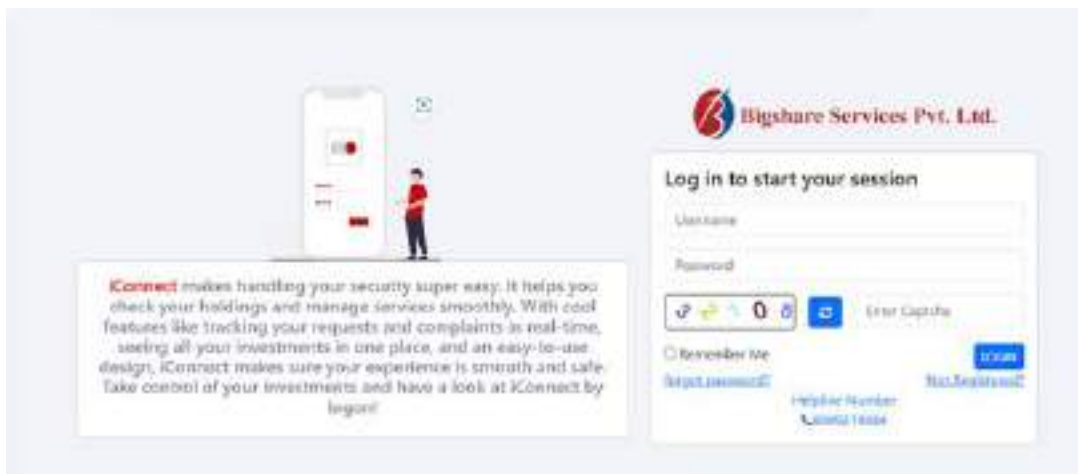 Bigshare Services Pvt. Ltd.
Log in to start your session
Username
Password
Enter Captcha
Remember Me
LOGIN
forgot password?
Not Registered?
Helpline Number
iConnect makes handling your security super easy. It helps you
check your holdings and manage services smoothly. With cool
features like tracking your requests and complaints in real-time,
seeing all your investments in one place, and an easy-to-use
design, iConnect makes sure your experience is smooth and safe.
Take control of your investments and have a look at iConnect by
logon!